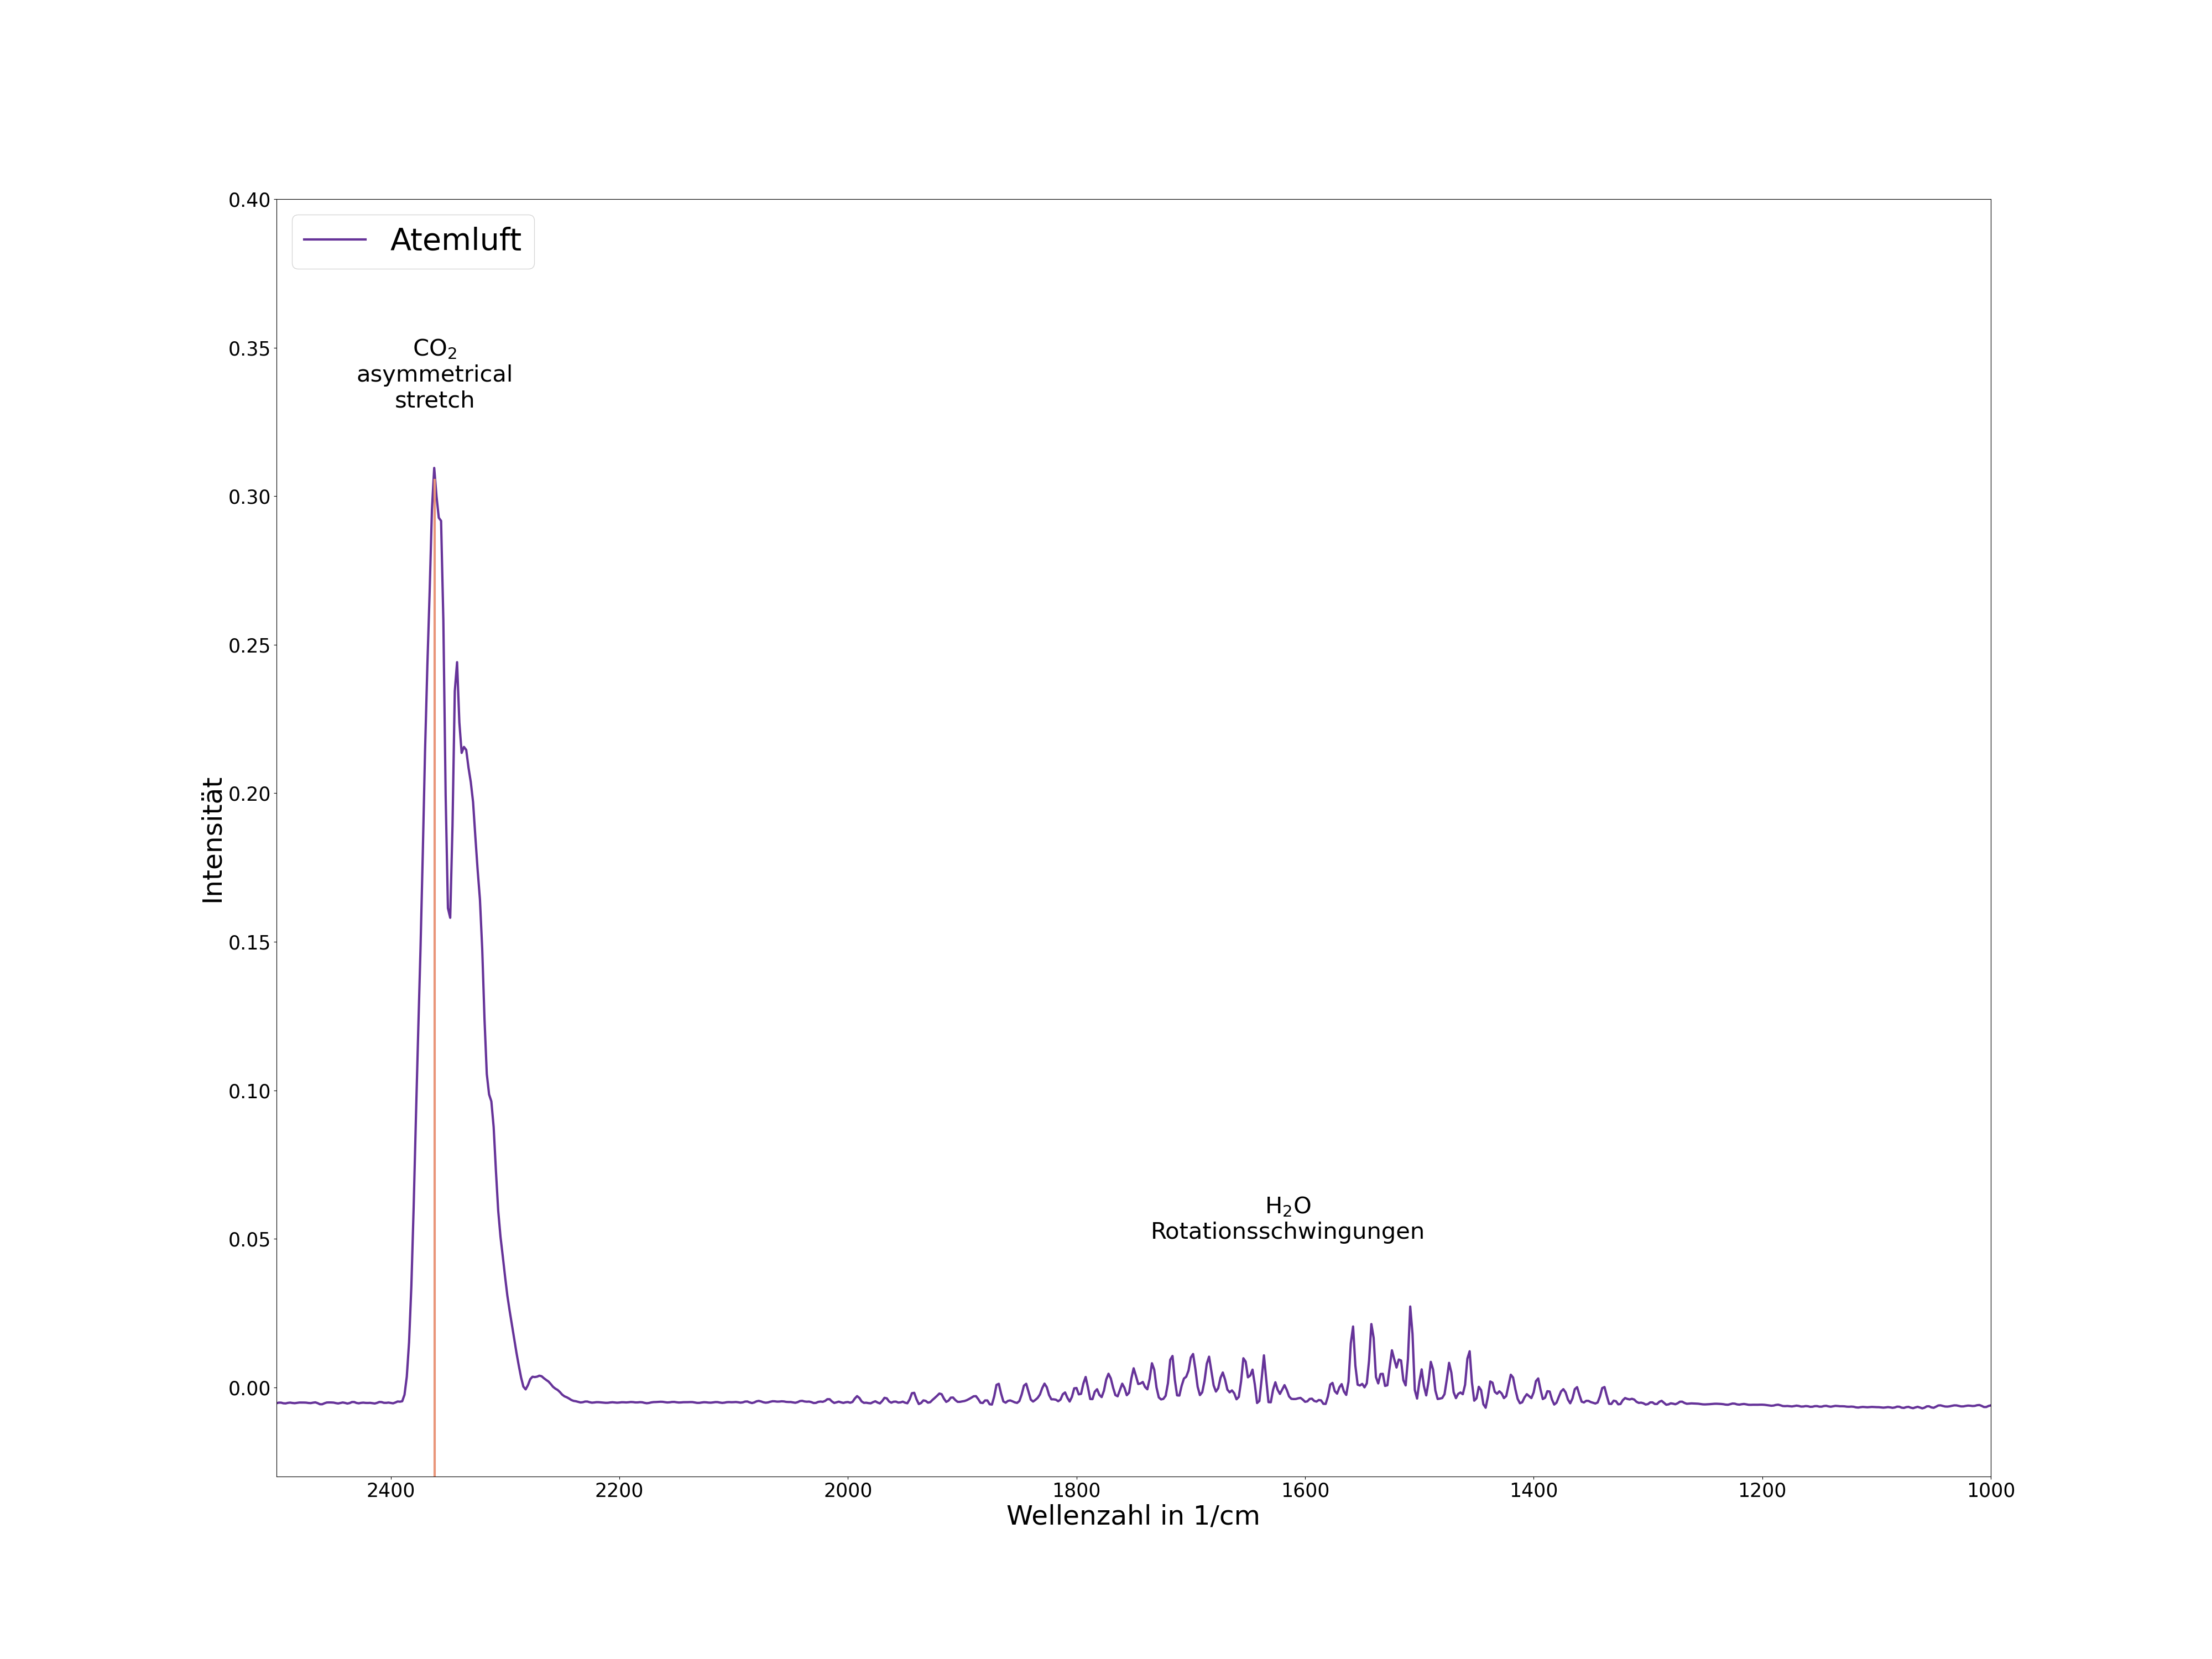 Atemluft
CO₂
asymmetrical
stretch
H₂O
Rotationsschwingungen
Intensität
0.40
0.35
0.30
0.25
0.20
0.15
0.10
0.05
0.00
2400 2200 2000 1800 1600 1400 1200 1000
Wellenzahl in 1/cm